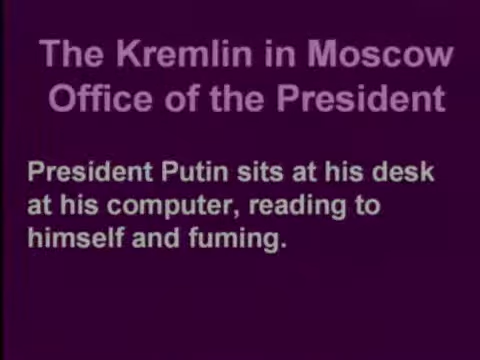 The Kremlin in Moscow
Office of the President
President Putin sits at his desk
at his computer, reading to
himself and fuming.